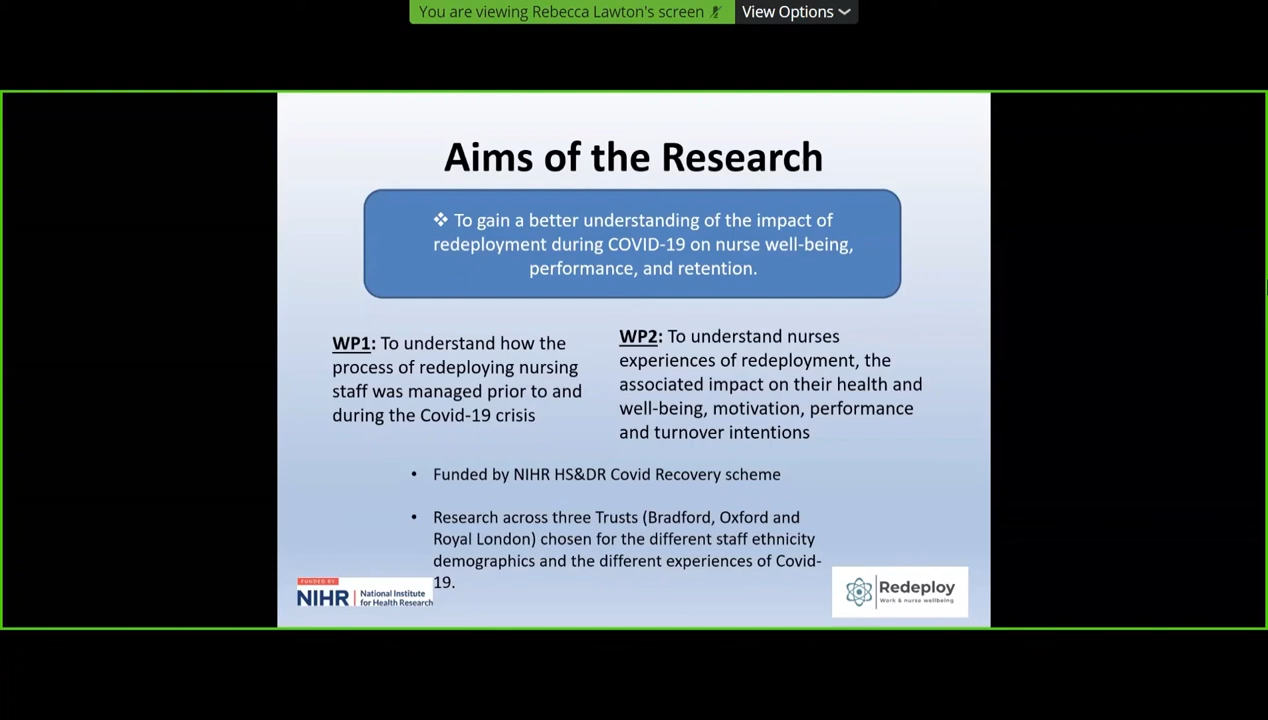 You are viewing Rebecca Lawton's screen View Options
Aims of the Research
❖ To gain a better understanding of the impact of
redeployment during COVID-19 on nurse well-being,
performance, and retention.
WP1: To understand how the
process of redeploying nursing
staff was managed prior to and
during the Covid-19 crisis
WP2: To understand nurses
experiences of redeployment, the
associated impact on their health and
well-being, motivation, performance
and turnover intentions
• Funded by NIHR HS&DR Covid Recovery scheme
• Research across three Trusts (Bradford, Oxford and
Royal London) chosen for the different staff ethnicity
demographics and the different experiences of Covid-
19.
FUNDED BY
NIHR | National Institute
for Health Research
Redeploy
Work & nurse wellbeing